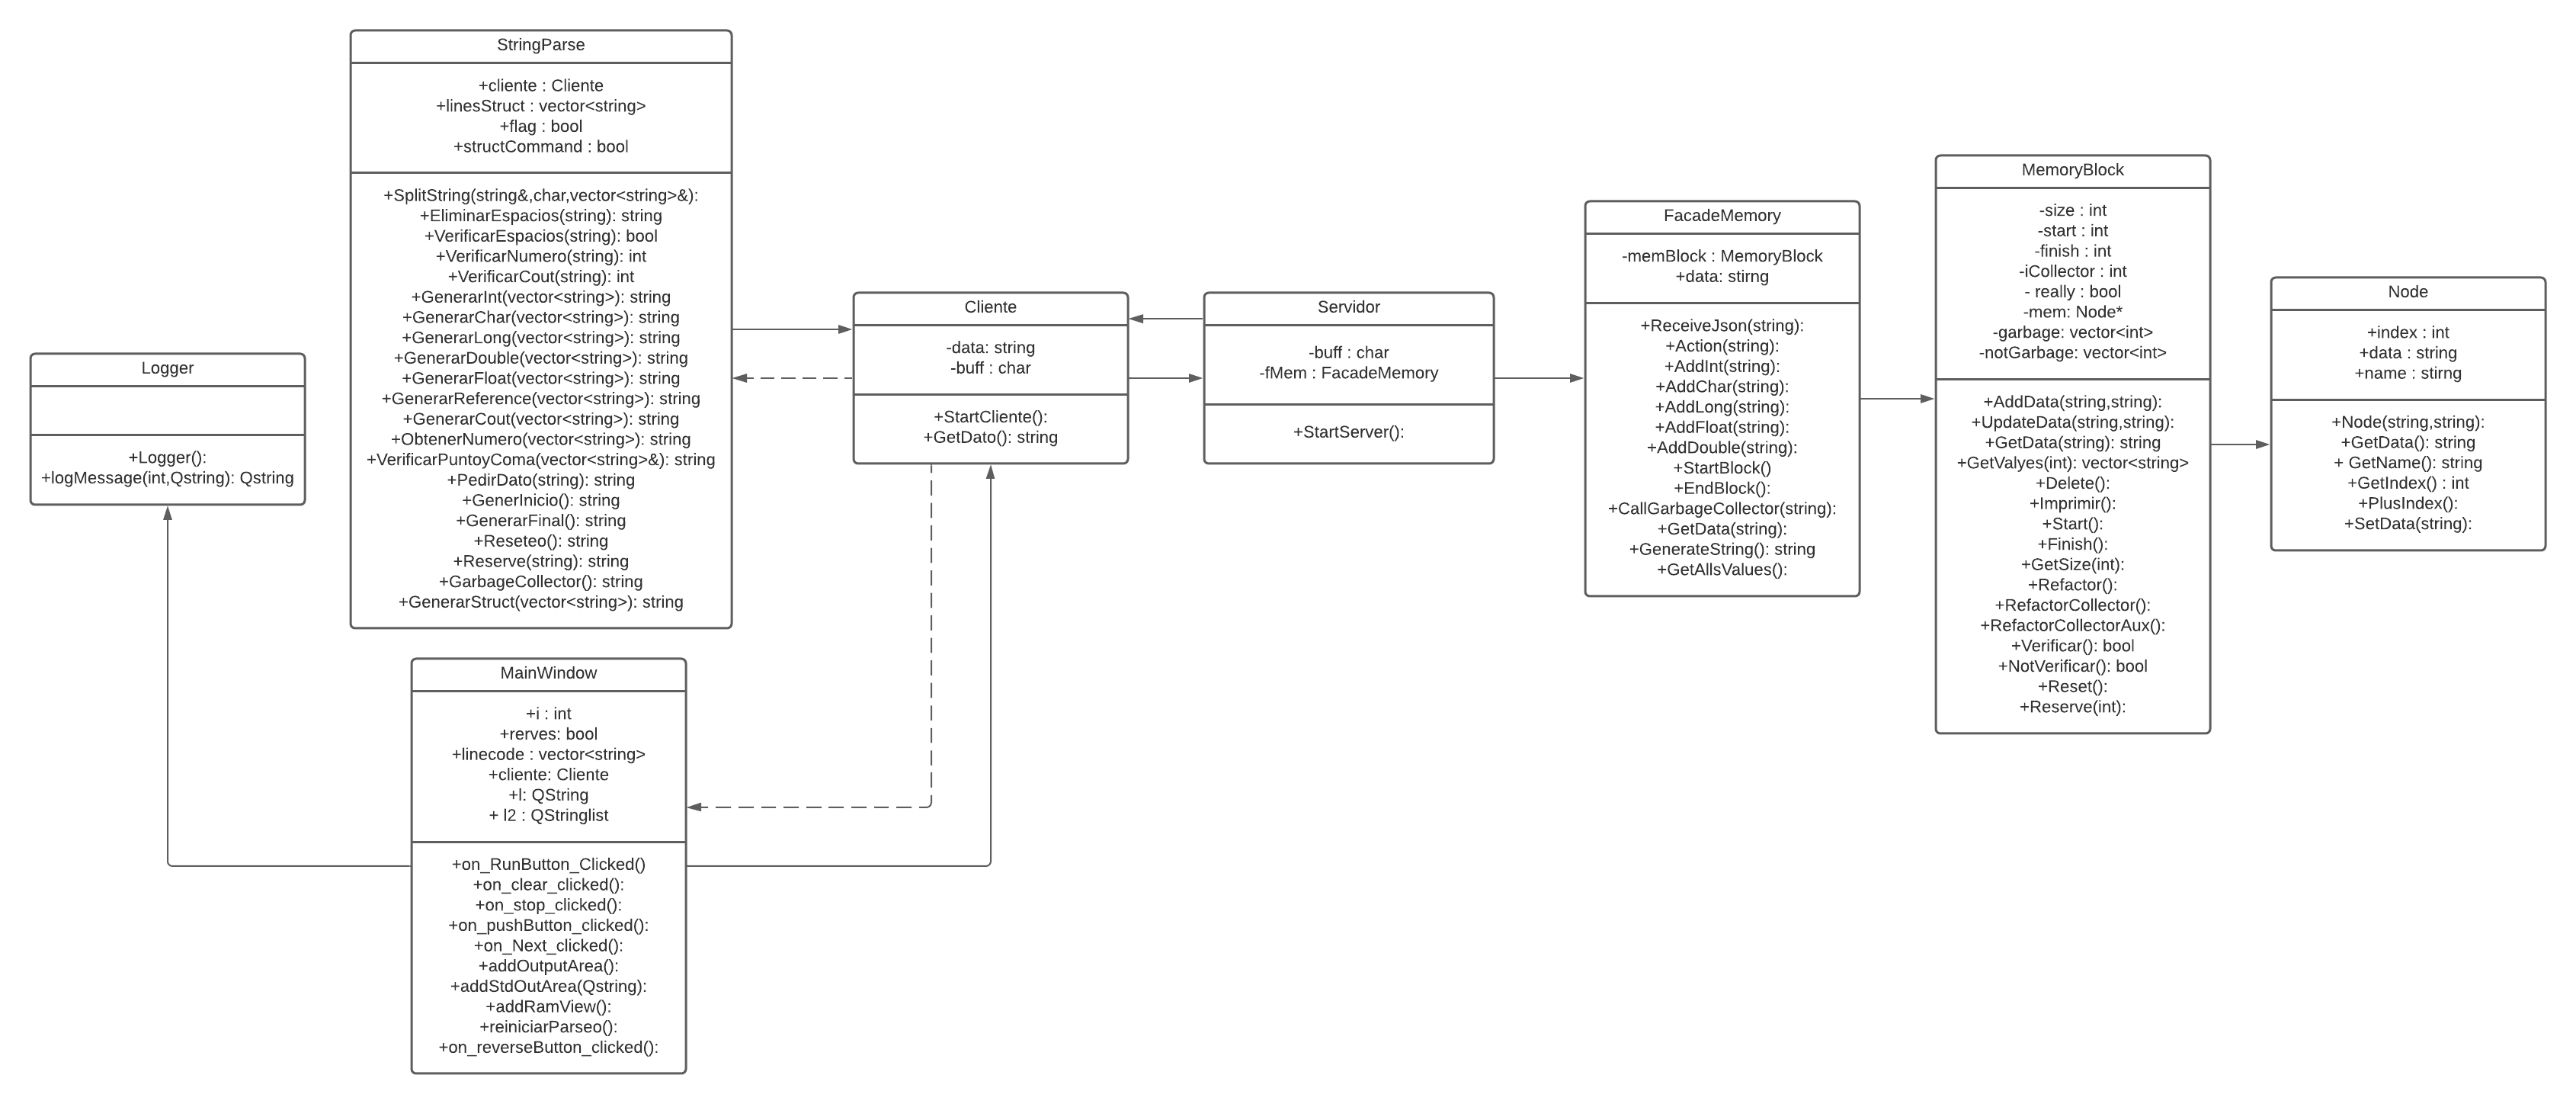 StringParse
+cliente : Cliente
+linesStruct : vector<string>
+flag : bool
+structCommand : bool
+SplitString(string&,char,vector<string>&):
+EliminarEspacios(string): string
+VerificarEspacios(string): bool
+VerificarNumero(string): int
+VerificarCout(string): int
+GenerarInt(vector<string>): string
+GenerarChar(vector<string>): string
+GenerarLong(vector<string>): string
+GenerarDouble(vector<string>): string
+GenerarFloat(vector<string>): string
+GenerarReference(vector<string>): string
+GenerarCout(vector<string>): string
+ObtenerNumero(vector<string>): string
+VerificarPuntoyComa(vector<string>&): string
+PedirDato(string): string
+GenerInicio(): string
+GenerarFinal(): string
+Reseteo(): string
+Reserve(string): string
+GarbageCollector(): string
+GenerarStruct(vector<string>): string
Logger
+Logger():
+logMessage(int,Qstring): Qstring
MainWindow
+i : int
+rerves: bool
+linecode : vector<string>
+cliente: Cliente
+l: QString
+ l2 : QStringlist
+on_RunButton_Clicked()
+on_clear_clicked():
+on_stop_clicked():
+on_pushButton_clicked():
+on_Next_clicked():
+addOutputArea():
+addStdOutArea(Qstring):
+addRamView():
+reiniciarParseo():
+on_reverseButton_clicked():
Cliente
-data: string
-buff : char
+StartCliente():
+GetDato(): string
Servidor
-buff : char
-fMem : FacadeMemory
+StartServer():
FacadeMemory
-memBlock : MemoryBlock
+data: stirng
+ReceiveJson(string):
+Action(string):
+AddInt(string):
+AddChar(string):
+AddLong(string):
+AddFloat(string):
+AddDouble(string):
+StartBlock()
+EndBlock():
+CallGarbageCollector(string):
+GetData(string):
+GenerateString(): string
+GetAllsValues():
MemoryBlock
-size : int
-start : int
-finish : int
-iCollector : int
- really : bool
-mem: Node*
-garbage: vector<int>
-notGarbage: vector<int>
+AddData(string,string):
+UpdateData(string,string):
+GetData(string): string
+GetValyes(int): vector<string>
+Delete():
+Imprimir():
+Start():
+Finish():
+GetSize(int):
+Refactor():
+RefactorCollector():
+RefactorCollectorAux():
+Verificar(): bool
+NotVerificar(): bool
+Reset():
+Reserve(int):
Node
+index : int
+data : string
+name : stirng
+Node(string,string):
+GetData(): string
+ GetName(): string
+GetIndex() : int
+PlusIndex():
+SetData(string):